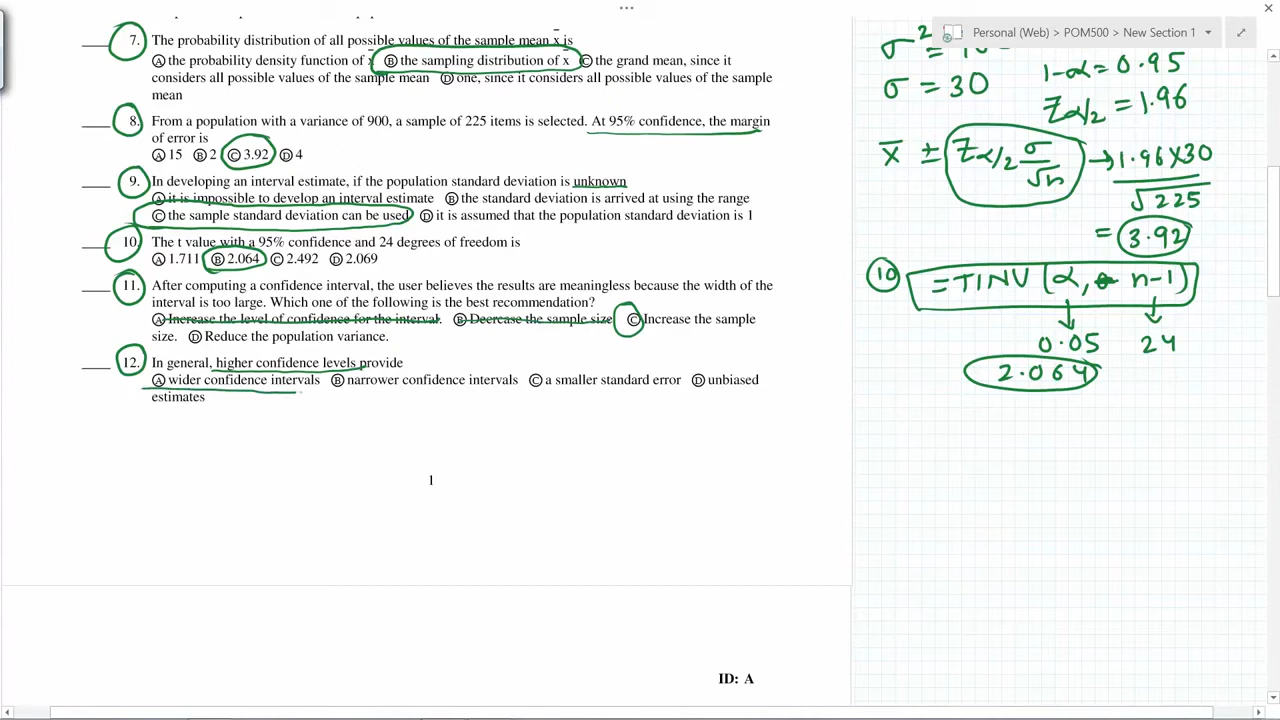 7. The probability distribution of all possible values of the sample mean x̄ is
Ⓐ the probability density function of x̄ Ⓑ the sampling distribution of x̄ Ⓒ the grand mean, since it
considers all possible values of the sample mean Ⓓ one, since it considers all possible values of the sample
mean
8. From a population with a variance of 900, a sample of 225 items is selected. At 95% confidence, the margin
of error is
Ⓐ 15 Ⓑ 2 Ⓒ 3.92 Ⓓ 4
9. In developing an interval estimate, if the population standard deviation is unknown
Ⓐ it is impossible to develop an interval estimate Ⓑ the standard deviation is arrived at using the range
Ⓒ the sample standard deviation can be used Ⓓ it is assumed that the population standard deviation is 1
10. The t value with a 95% confidence and 24 degrees of freedom is
Ⓐ 1.711 Ⓑ 2.064 Ⓒ 2.492 Ⓓ 2.069
11. After computing a confidence interval, the user believes the results are meaningless because the width of the
interval is too large. Which one of the following is the best recommendation?
Ⓐ Increase the level of confidence for the interval. Ⓑ Decrease the sample size Ⓒ Increase the sample
size. Ⓓ Reduce the population variance.
12. In general, higher confidence levels provide
Ⓐ wider confidence intervals Ⓑ narrower confidence intervals Ⓒ a smaller standard error Ⓓ unbiased
estimates
1
ID: A
Personal (Web) > POM500 > New Section 1
σ² =
σ = 30
1-α = 0.95
Zα/2 = 1.96
x̄ ± Zα/2 σ/√n → 1.96×30
√225
= 3.92
10 =TINV(α, n-1)
0.05 24
2.064